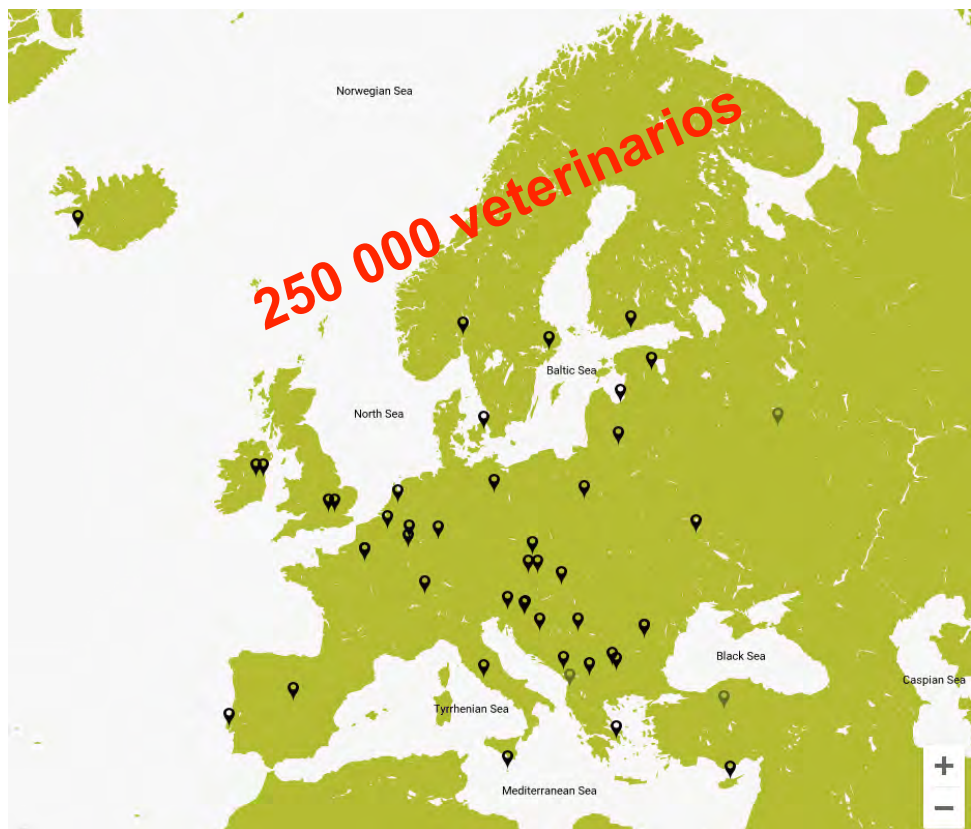 Norwegian Sea
250 000 veterinarios
Baltic Sea
North Sea
Black Sea
Caspian Sea
Tyrrhenian Sea
Mediterranean Sea
+
−